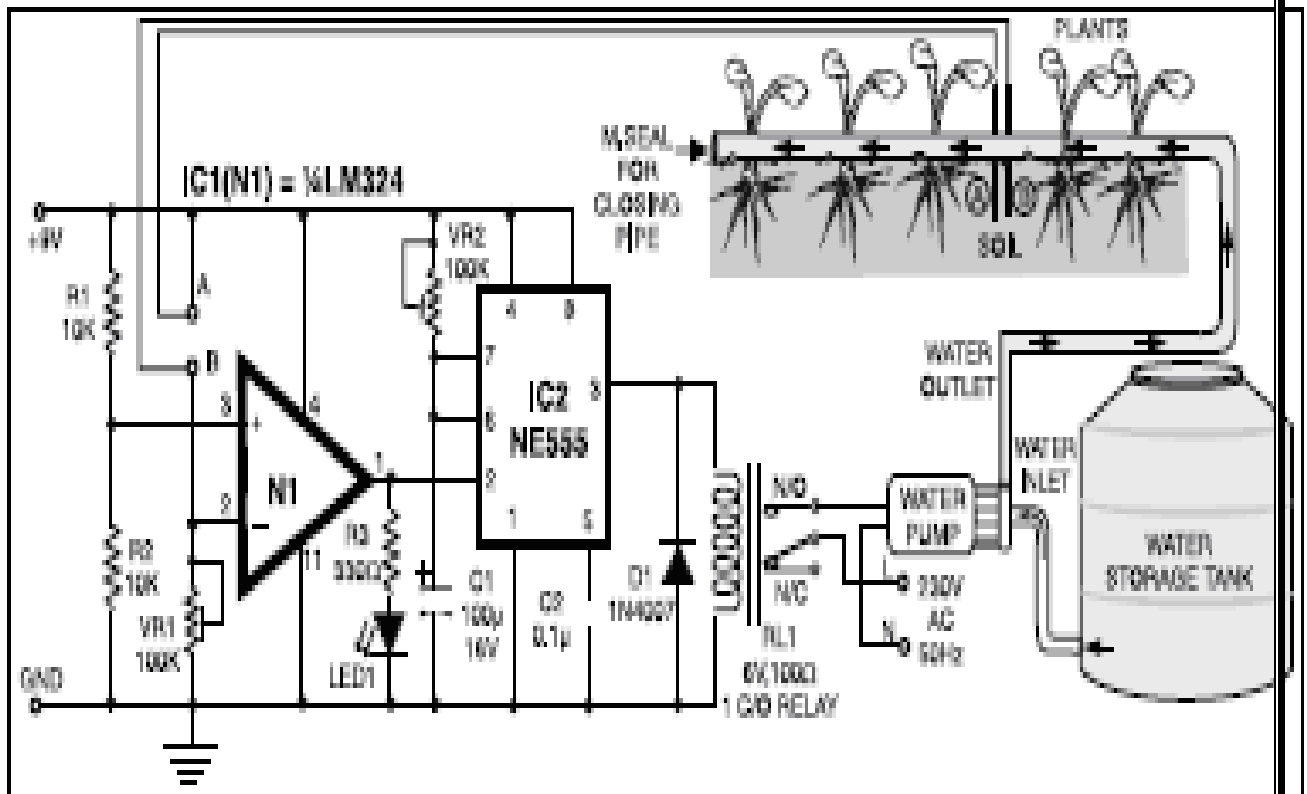 PLANTS
M.SEAL
FOR
CLOSING
PIPE
IC1(N1) = ¼LM324
+9V
R1
10K
A
B
VR2
100K
4
8
7
6
2
3
1
5
IC2
NE555
A
B
SOIL
WATER
OUTLET
WATER
INLET
3
+
4
1
N1
2
−
11
R2
10K
VR1
100K
R3
330Ω
LED1
+
C1
100µ
16V
C2
0.1µ
D1
1N4007
N/O
N/C
RL1
6V,100Ω
1 C/O RELAY
WATER
PUMP
L
230V
AC
50Hz
N
WATER
STORAGE TANK
GND